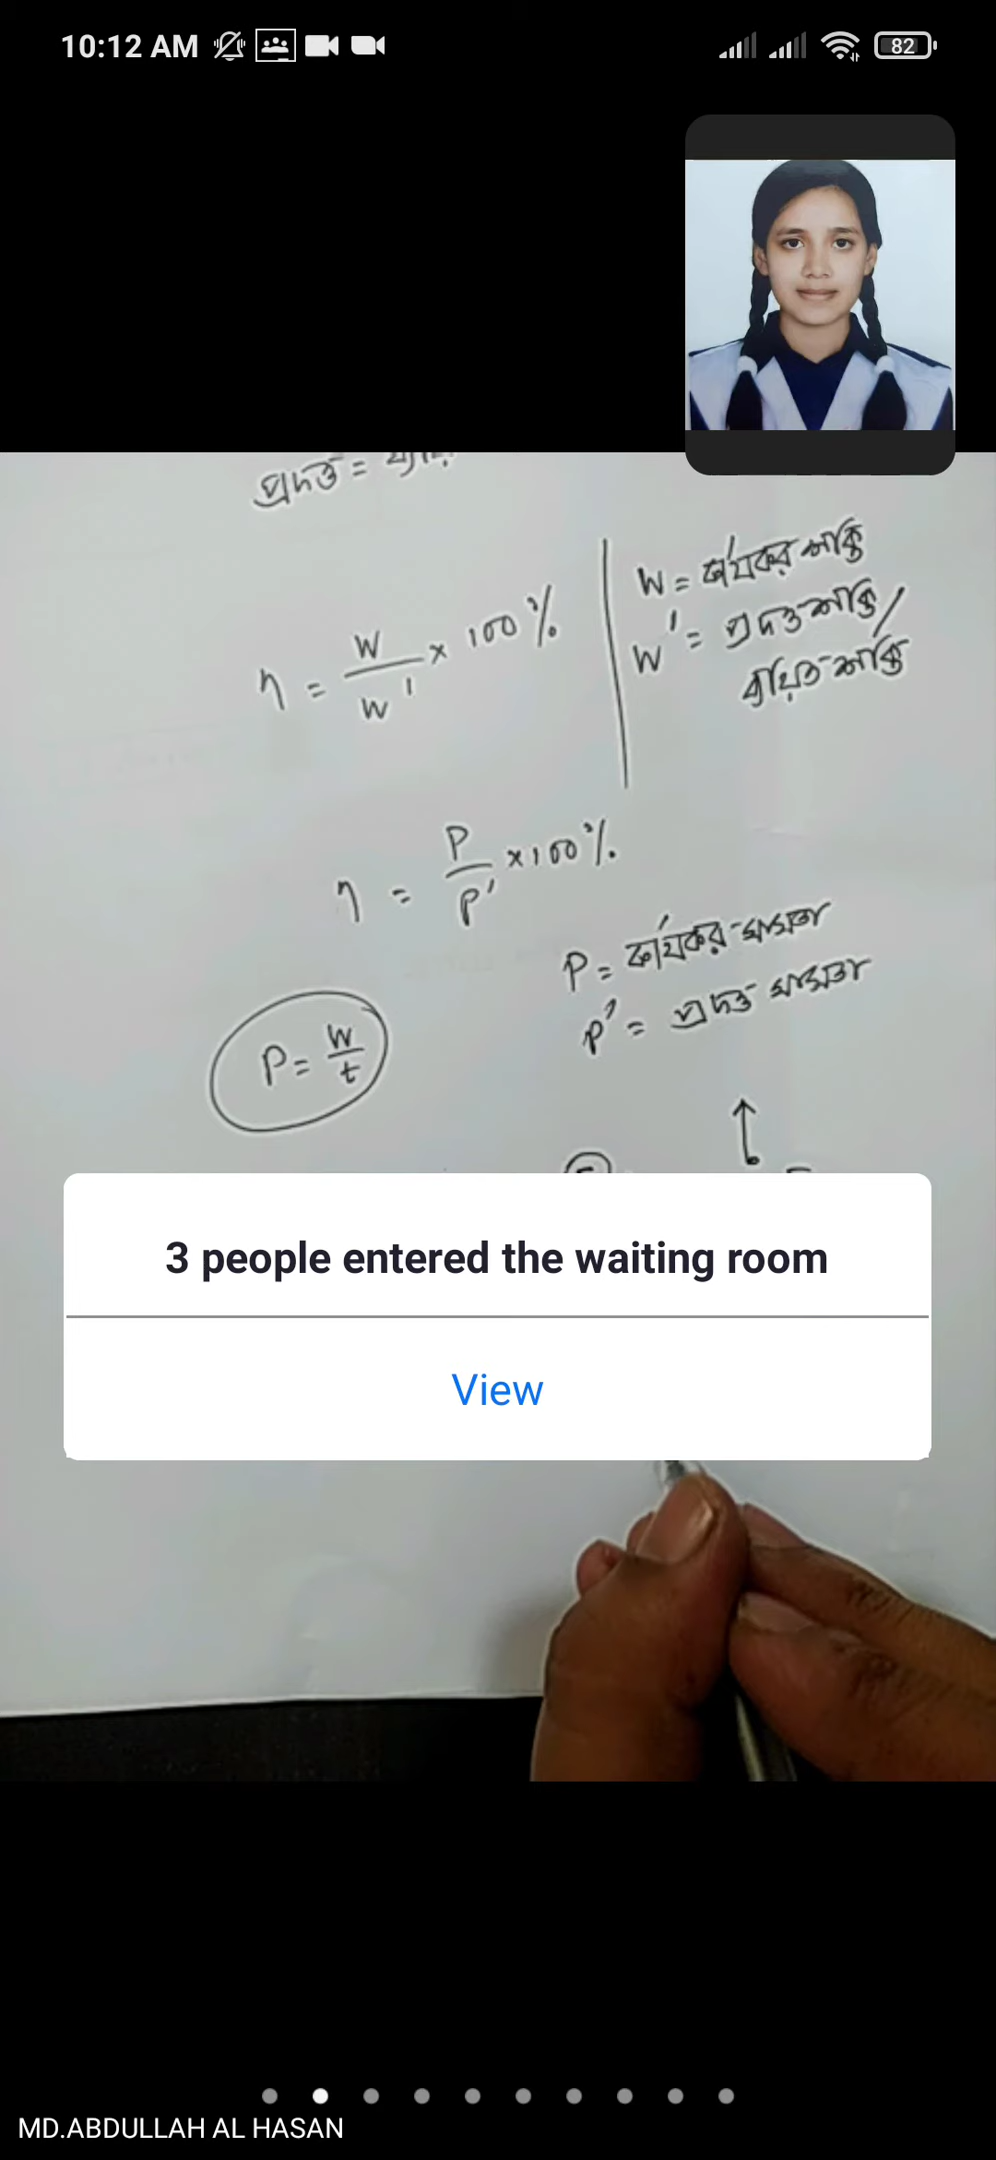 10:12 AM
82
প্রদত্ত =
η = W / W' × 100%
W = কার্যকর শক্তি
W' = প্রদত্ত শক্তি/
ব্যয়িত শক্তি
η = P / P' × 100%
P = কার্যকর ক্ষমতা
P' = প্রদত্ত ক্ষমতা
P = W / t
3 people entered the waiting room
View
MD.ABDULLAH AL HASAN